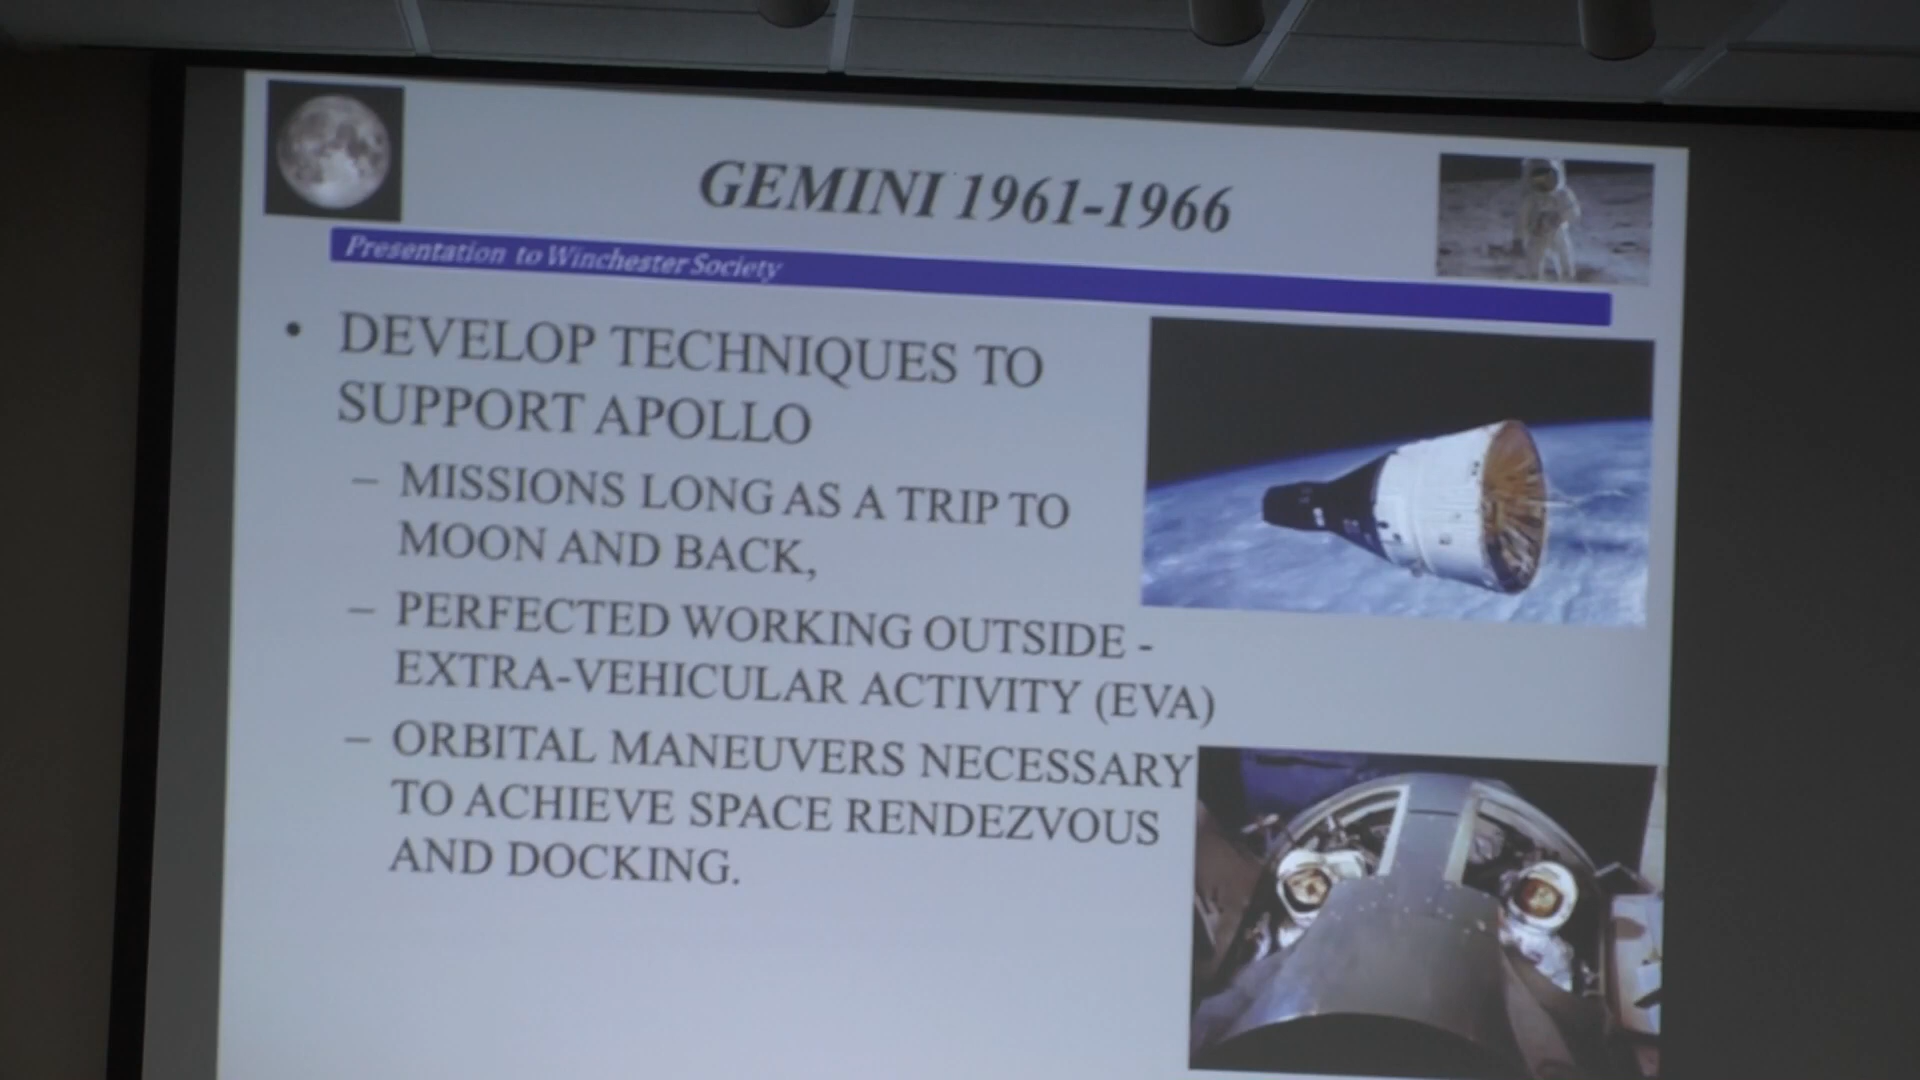 GEMINI 1961-1966
Presentation to Winchester Society
• DEVELOP TECHNIQUES TO
SUPPORT APOLLO
– MISSIONS LONG AS A TRIP TO
MOON AND BACK,
– PERFECTED WORKING OUTSIDE -
EXTRA-VEHICULAR ACTIVITY (EVA)
– ORBITAL MANEUVERS NECESSARY
TO ACHIEVE SPACE RENDEZVOUS
AND DOCKING.